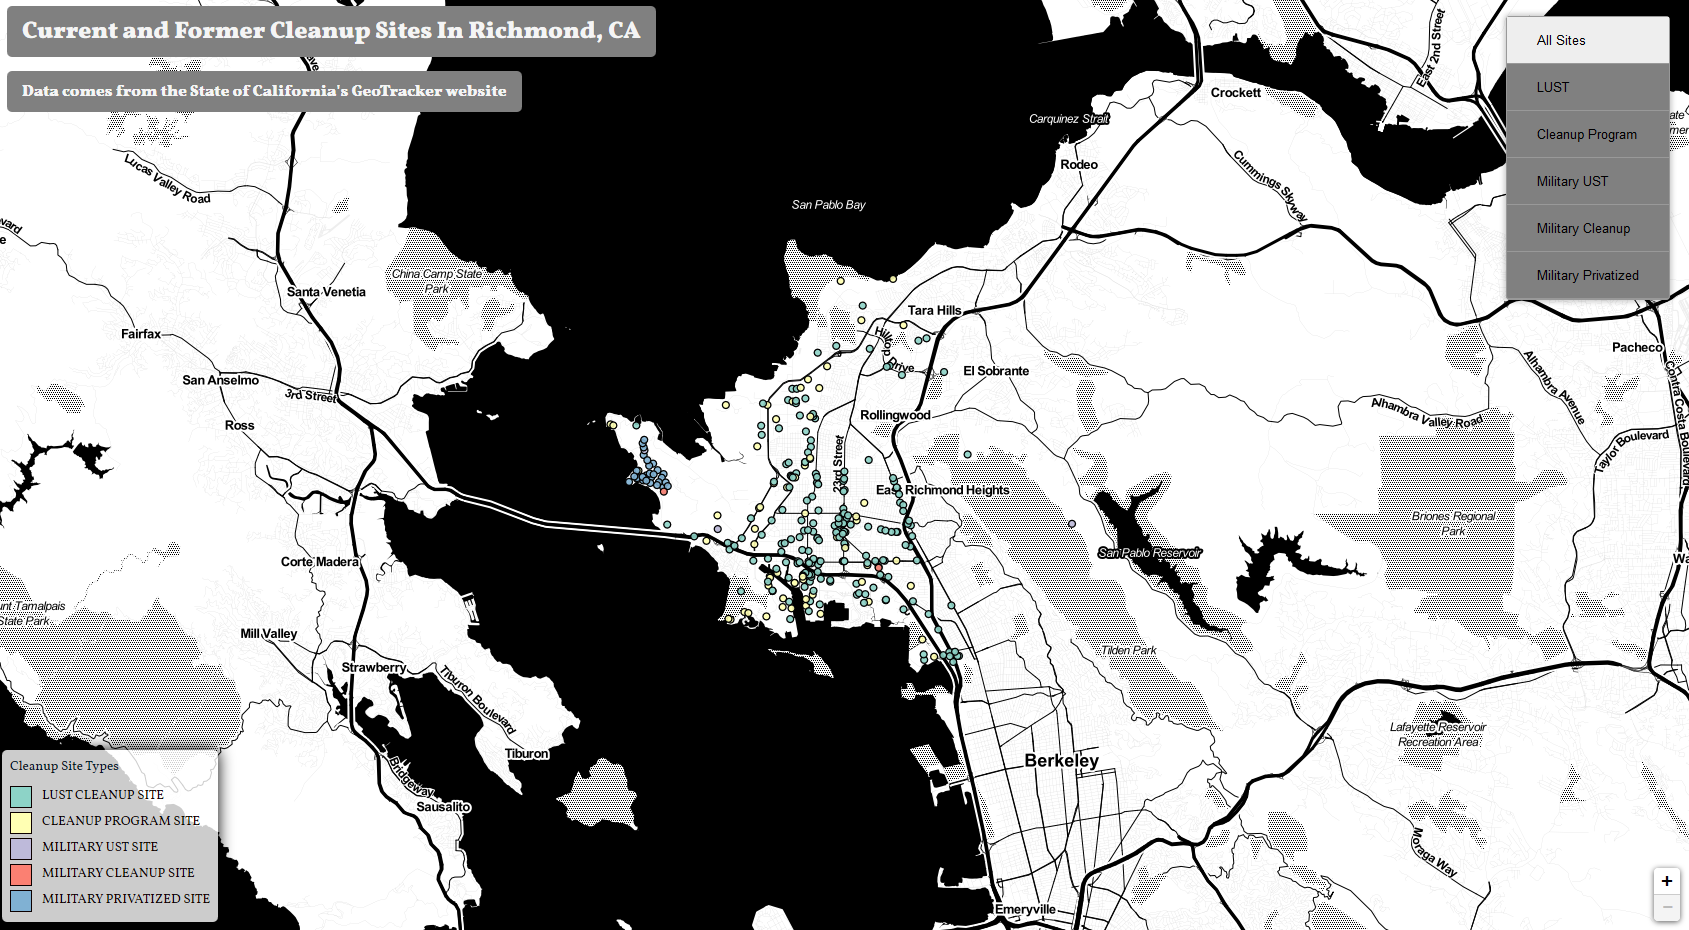 Current and Former Cleanup Sites In Richmond, CA
Data comes from the State of California's GeoTracker website
All Sites
LUST
Cleanup Program
Military UST
Military Cleanup
Military Privatized
East 2nd Street
Crockett
Carquinez Strait
Rodeo
Cummings Skyway
Lucas Valley Road
San Pablo Bay
China Camp State
Park
Santa Venetia
Tara Hills
Fairfax
Hilltop
Drive
Pacheco
El Sobrante
San Anselmo
3rd Street
Alhambra Avenue
Contra Costa Boulevard
Alhambra Valley Road
Rollingwood
Ross
Taylor Boulevard
23rd Street
East Richmond Heights
Briones Regional
Park
San Pablo Reservoir
Corte Madera
unt Tamalpais
State Park
Mill Valley
Tilden Park
Strawberry
Tiburon Boulevard
Lafayette Reservoir
Recreation Area
Tiburon
Berkeley
Bridgeway
Sausalito
Moraga Way
Emeryville
Cleanup Site Types
LUST CLEANUP SITE
CLEANUP PROGRAM SITE
MILITARY UST SITE
MILITARY CLEANUP SITE
MILITARY PRIVATIZED SITE
+
−